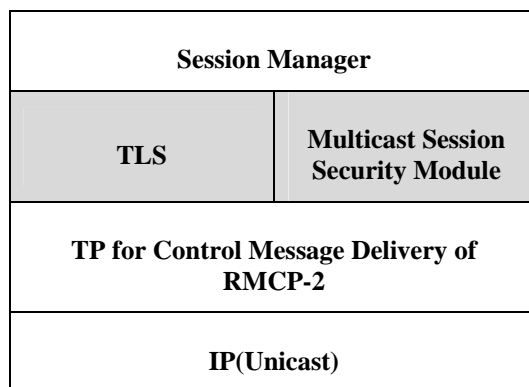 Session Manager
TLS
Multicast Session
Security Module
TP for Control Message Delivery of
RMCP-2
IP(Unicast)